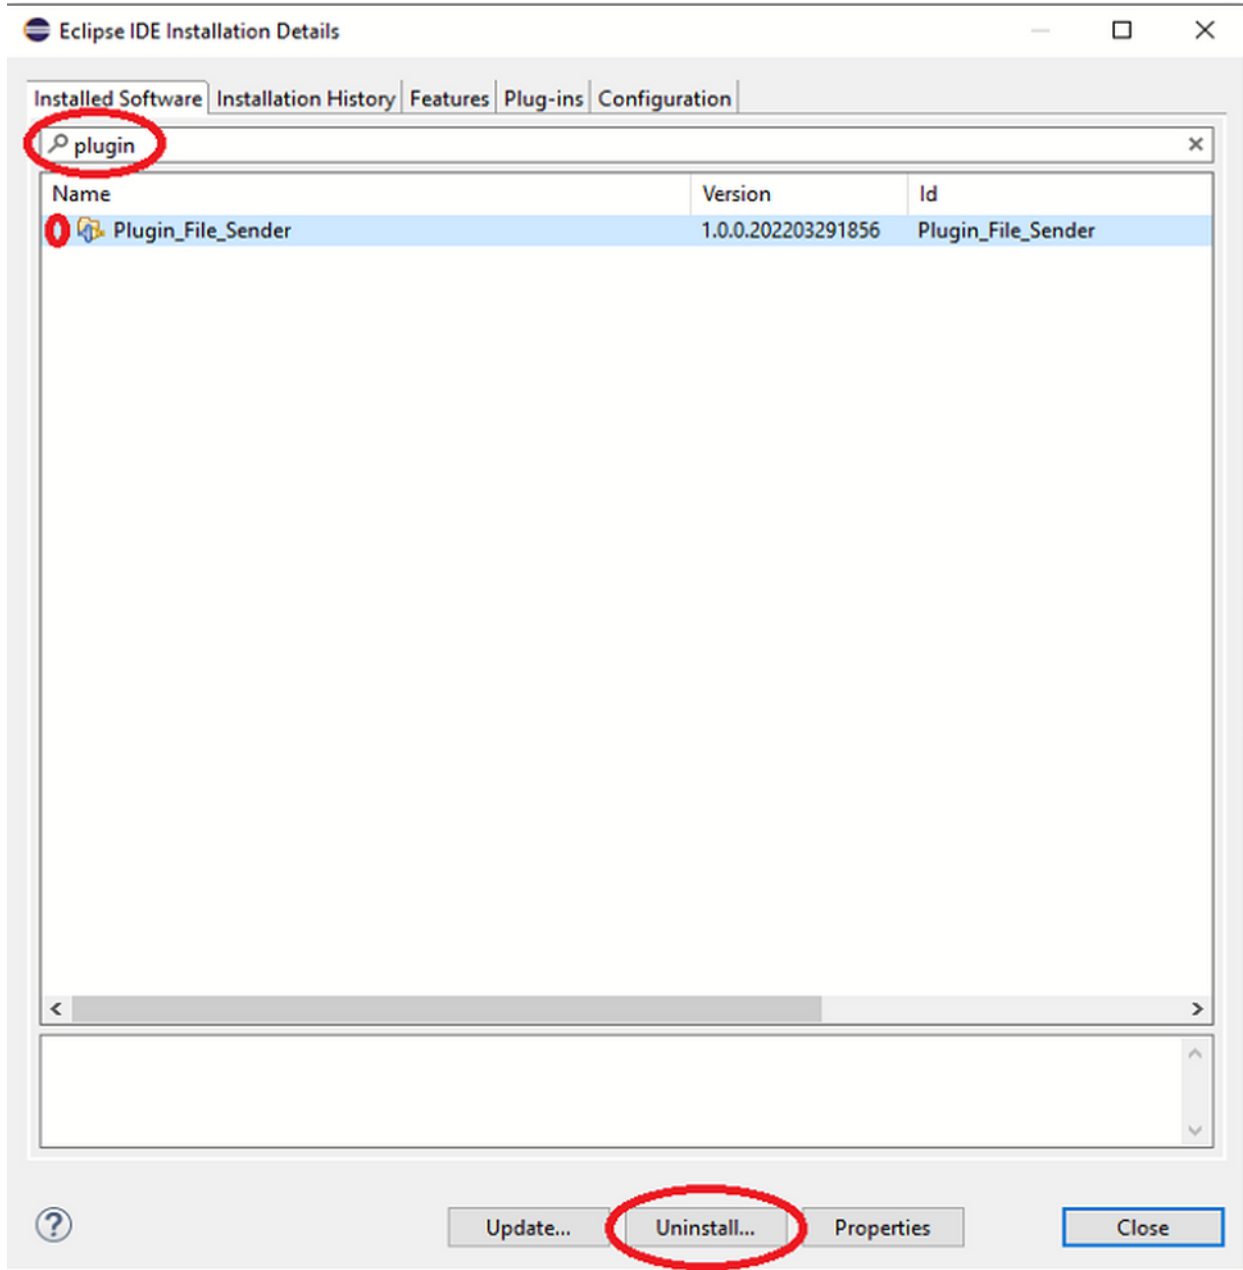 Eclipse IDE Installation Details
Installed Software Installation History Features Plug-ins Configuration
plugin
Name Version Id
Plugin_File_Sender 1.0.0.202203291856 Plugin_File_Sender
Update... Uninstall... Properties Close